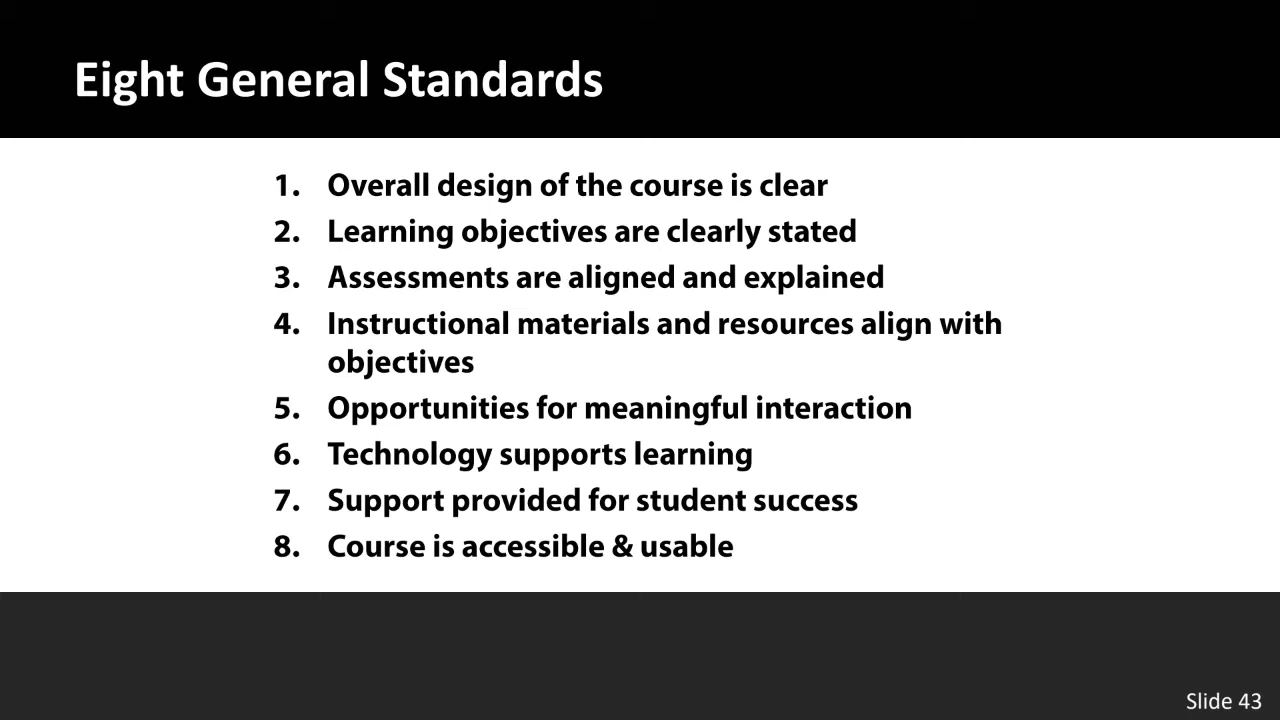 Eight General Standards
1. Overall design of the course is clear
2. Learning objectives are clearly stated
3. Assessments are aligned and explained
4. Instructional materials and resources align with
objectives
5. Opportunities for meaningful interaction
6. Technology supports learning
7. Support provided for student success
8. Course is accessible & usable
Slide 43